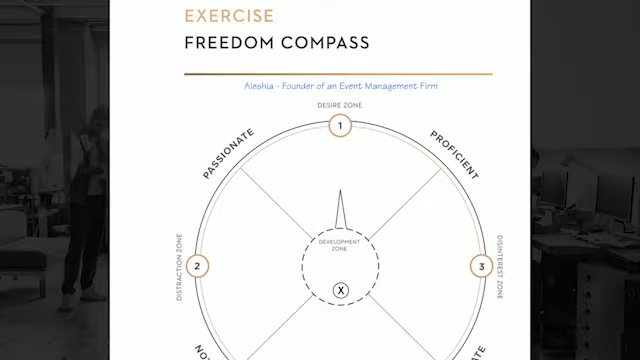 EXERCISE
FREEDOM COMPASS
Aleshia - Founder of an Event Management Firm
DESIRE ZONE
1
PASSIONATE
PROFICIENT
DEVELOPMENT
ZONE
DISTRACTION ZONE
2
3
DISINTEREST ZONE
X